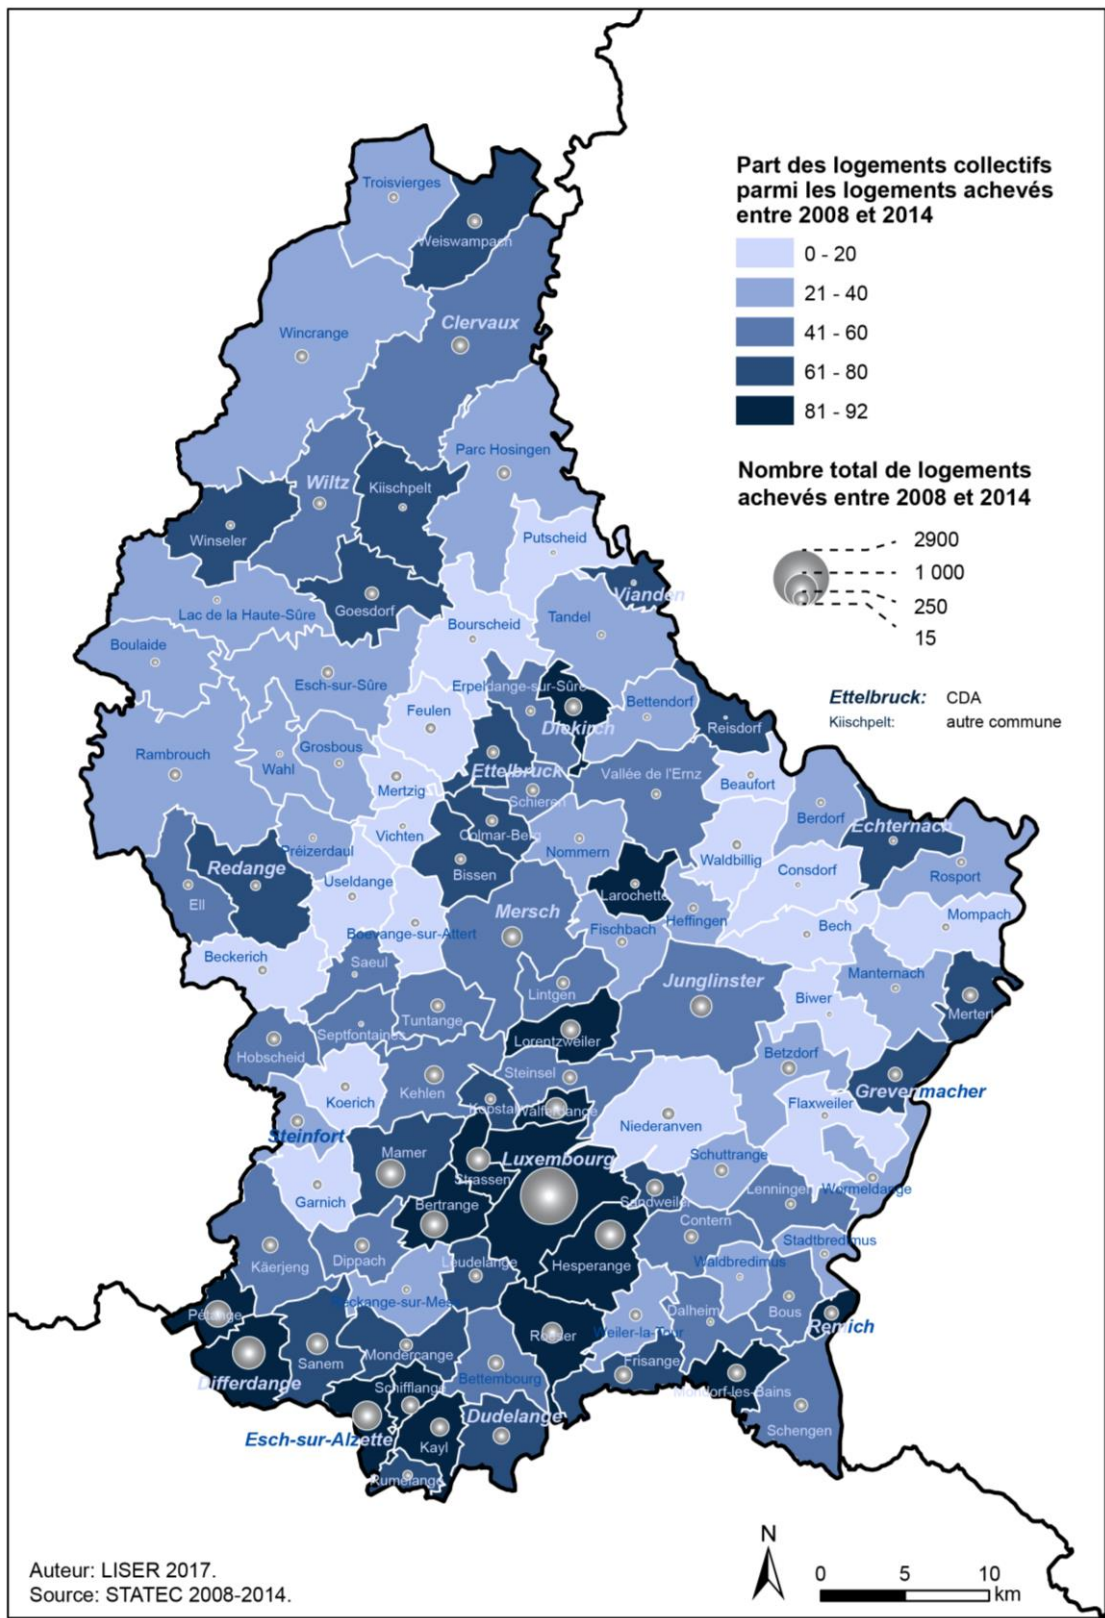 Part des logements collectifs
parmi les logements achevés
entre 2008 et 2014
0 - 20
21 - 40
41 - 60
61 - 80
81 - 92
Nombre total de logements
achevés entre 2008 et 2014
2900
1 000
250
15
Ettelbruck: CDA
Kiischpelt: autre commune
Troisvierges
Weiswampach
Clervaux
Wincrange
Parc Hosingen
Wiltz
Kiischpelt
Winseler
Putscheid
Vianden
Goesdorf
Lac de la Haute-Sûre
Tandel
Bourscheid
Boulaide
Esch-sur-Sûre
Erpeldange-sur-Sûre
Bettendorf
Feulen
Diekirch
Reisdorf
Rambrouch
Grosbous
Wahl
Ettelbruck
Vallée de l'Ernz
Mertzig
Beaufort
Schieren
Berdorf
Vichten
Colmar-Berg
Echternach
Préizerdaul
Nommern
Waldbillig
Redange
Bissen
Consdorf
Rosport
Useldange
Larochette
Ell
Mersch
Mompach
Heffingen
Boevange-sur-Attert
Fischbach
Bech
Beckerich
Saeul
Manternach
Junglinster
Lintgen
Biwer
Mertert
Tuntange
Septfontaines
Lorentzweiler
Hobscheid
Betzdorf
Steinsel
Kehlen
Koerich
Grevenmacher
Kopstal
Walferdange
Flaxweiler
Niederanven
Steinfort
Mamer
Luxembourg
Schuttrange
Strassen
Lenningen
Wormeldange
Garnich
Bertrange
Sandweiler
Contern
Stadtbredimus
Dippach
Leudelange
Hesperange
Waldbredimus
Käerjeng
Reckange-sur-Mess
Dalheim
Bous
Pétange
Roeser
Weiler-la-Tour
Remich
Sanem
Mondercange
Frisange
Differdange
Bettembourg
Schifflange
Mondorf-les-Bains
Dudelange
Schengen
Esch-sur-Alzette
Kayl
Rumelange
N
0 5 10
km
Auteur: LISER 2017.
Source: STATEC 2008-2014.